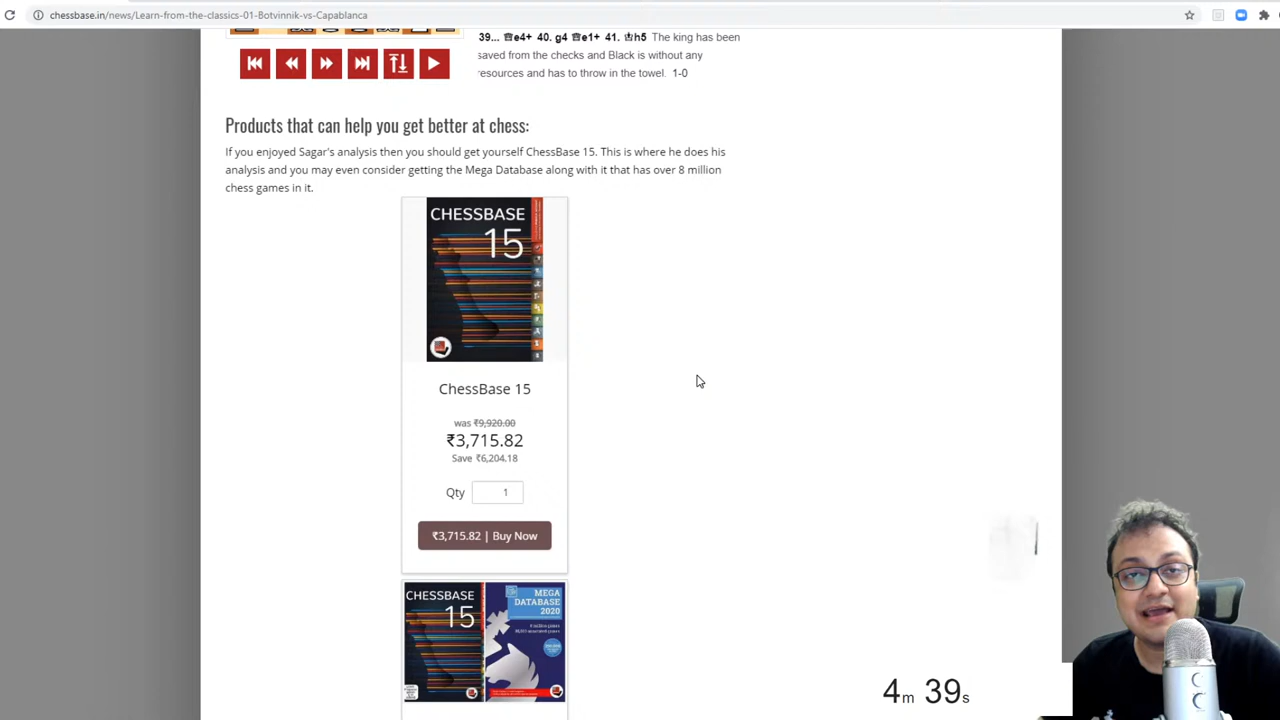 chessbase.in/news/Learn-from-the-classics-01-Botvinnik-vs-Capablanca
39... ♕e4+ 40. g4 ♕e1+ 41. ♔h5 The king has been
saved from the checks and Black is without any
resources and has to throw in the towel. 1-0
Products that can help you get better at chess:
If you enjoyed Sagar's analysis then you should get yourself ChessBase 15. This is where he does his
analysis and you may even consider getting the Mega Database along with it that has over 8 million
chess games in it.
CHESSBASE
15
ChessBase 15
was ₹9,920.00
₹3,715.82
Save ₹6,204.18
Qty 1
₹3,715.82 | Buy Now
CHESSBASE
15
MEGA
DATABASE
2020
4m 39s